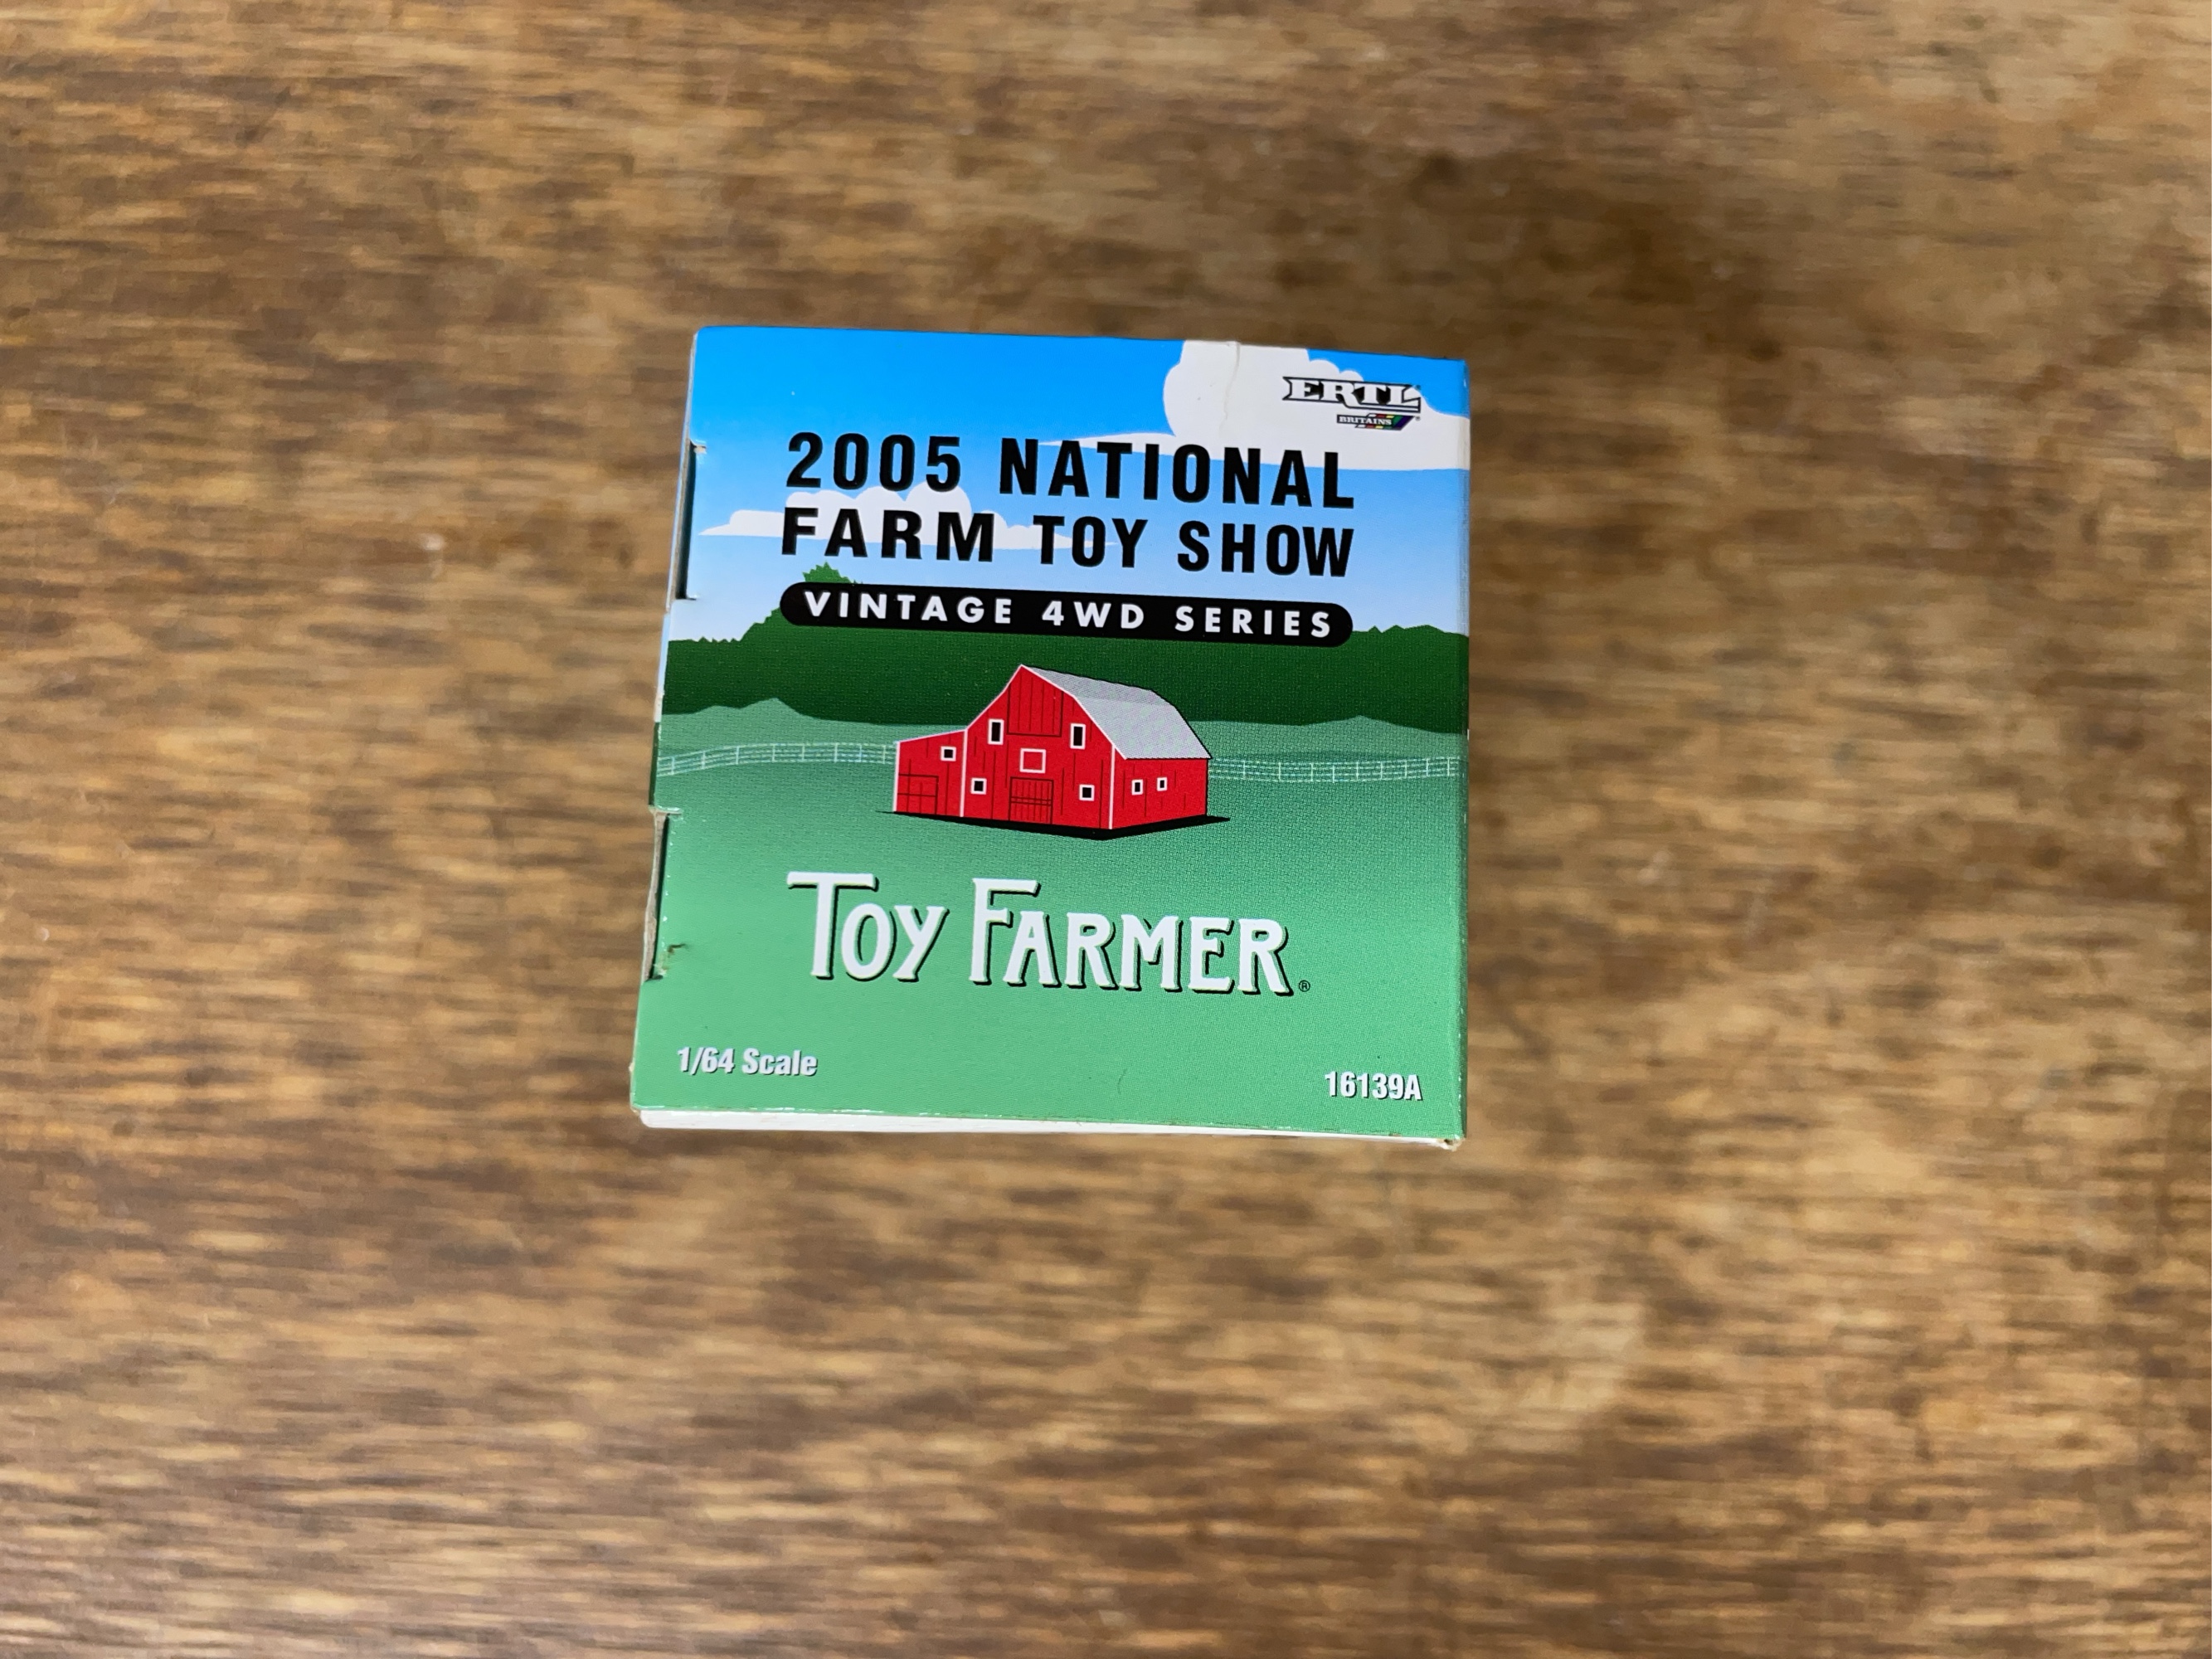 ERTL
BRITAINS
2005 NATIONAL
FARM TOY SHOW
VINTAGE 4WD SERIES
TOY FARMER®
1/64 Scale
16139A